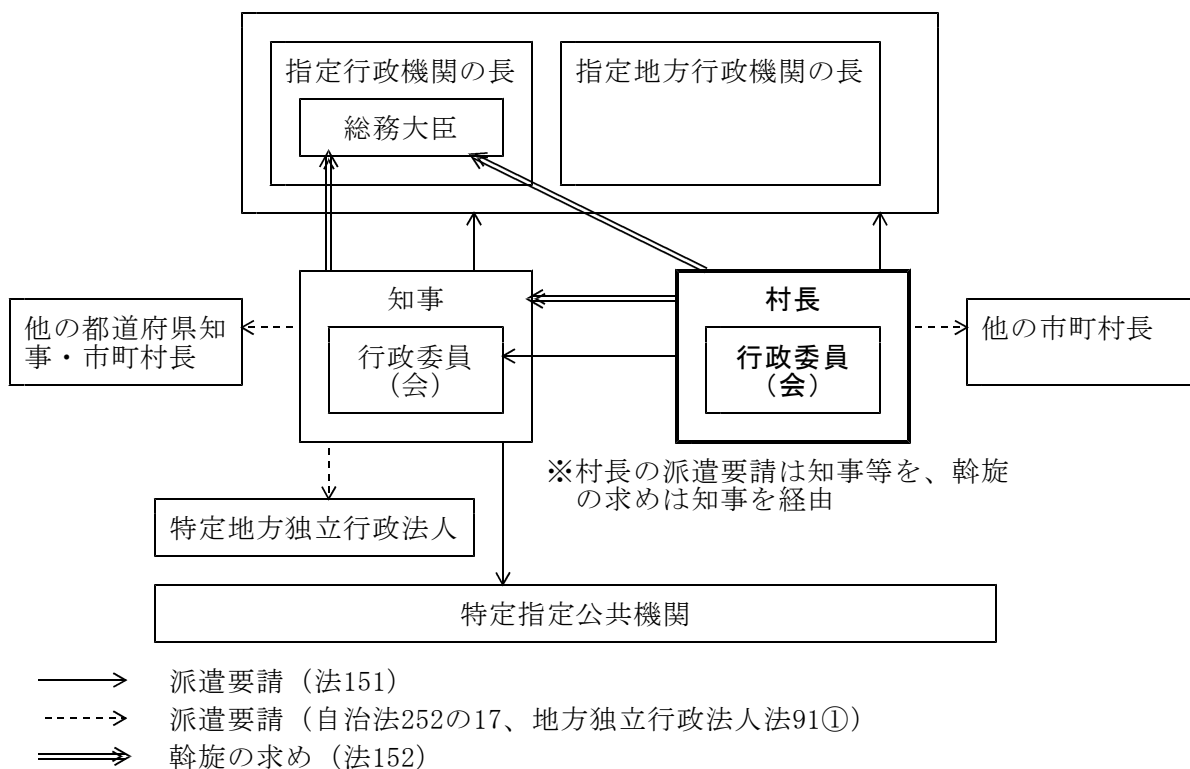 指定行政機関の長
指定地方行政機関の長
総務大臣
知事
村長
他の都道府県知
事・市町村長
行政委員
(会)
行政委員
(会)
他の市町村長
※村長の派遣要請は知事等を、斡旋
の求めは知事を経由
特定地方独立行政法人
特定指定公共機関
派遣要請（法151）
派遣要請（自治法252の17、地方独立行政法人法91①）
斡旋の求め（法152）